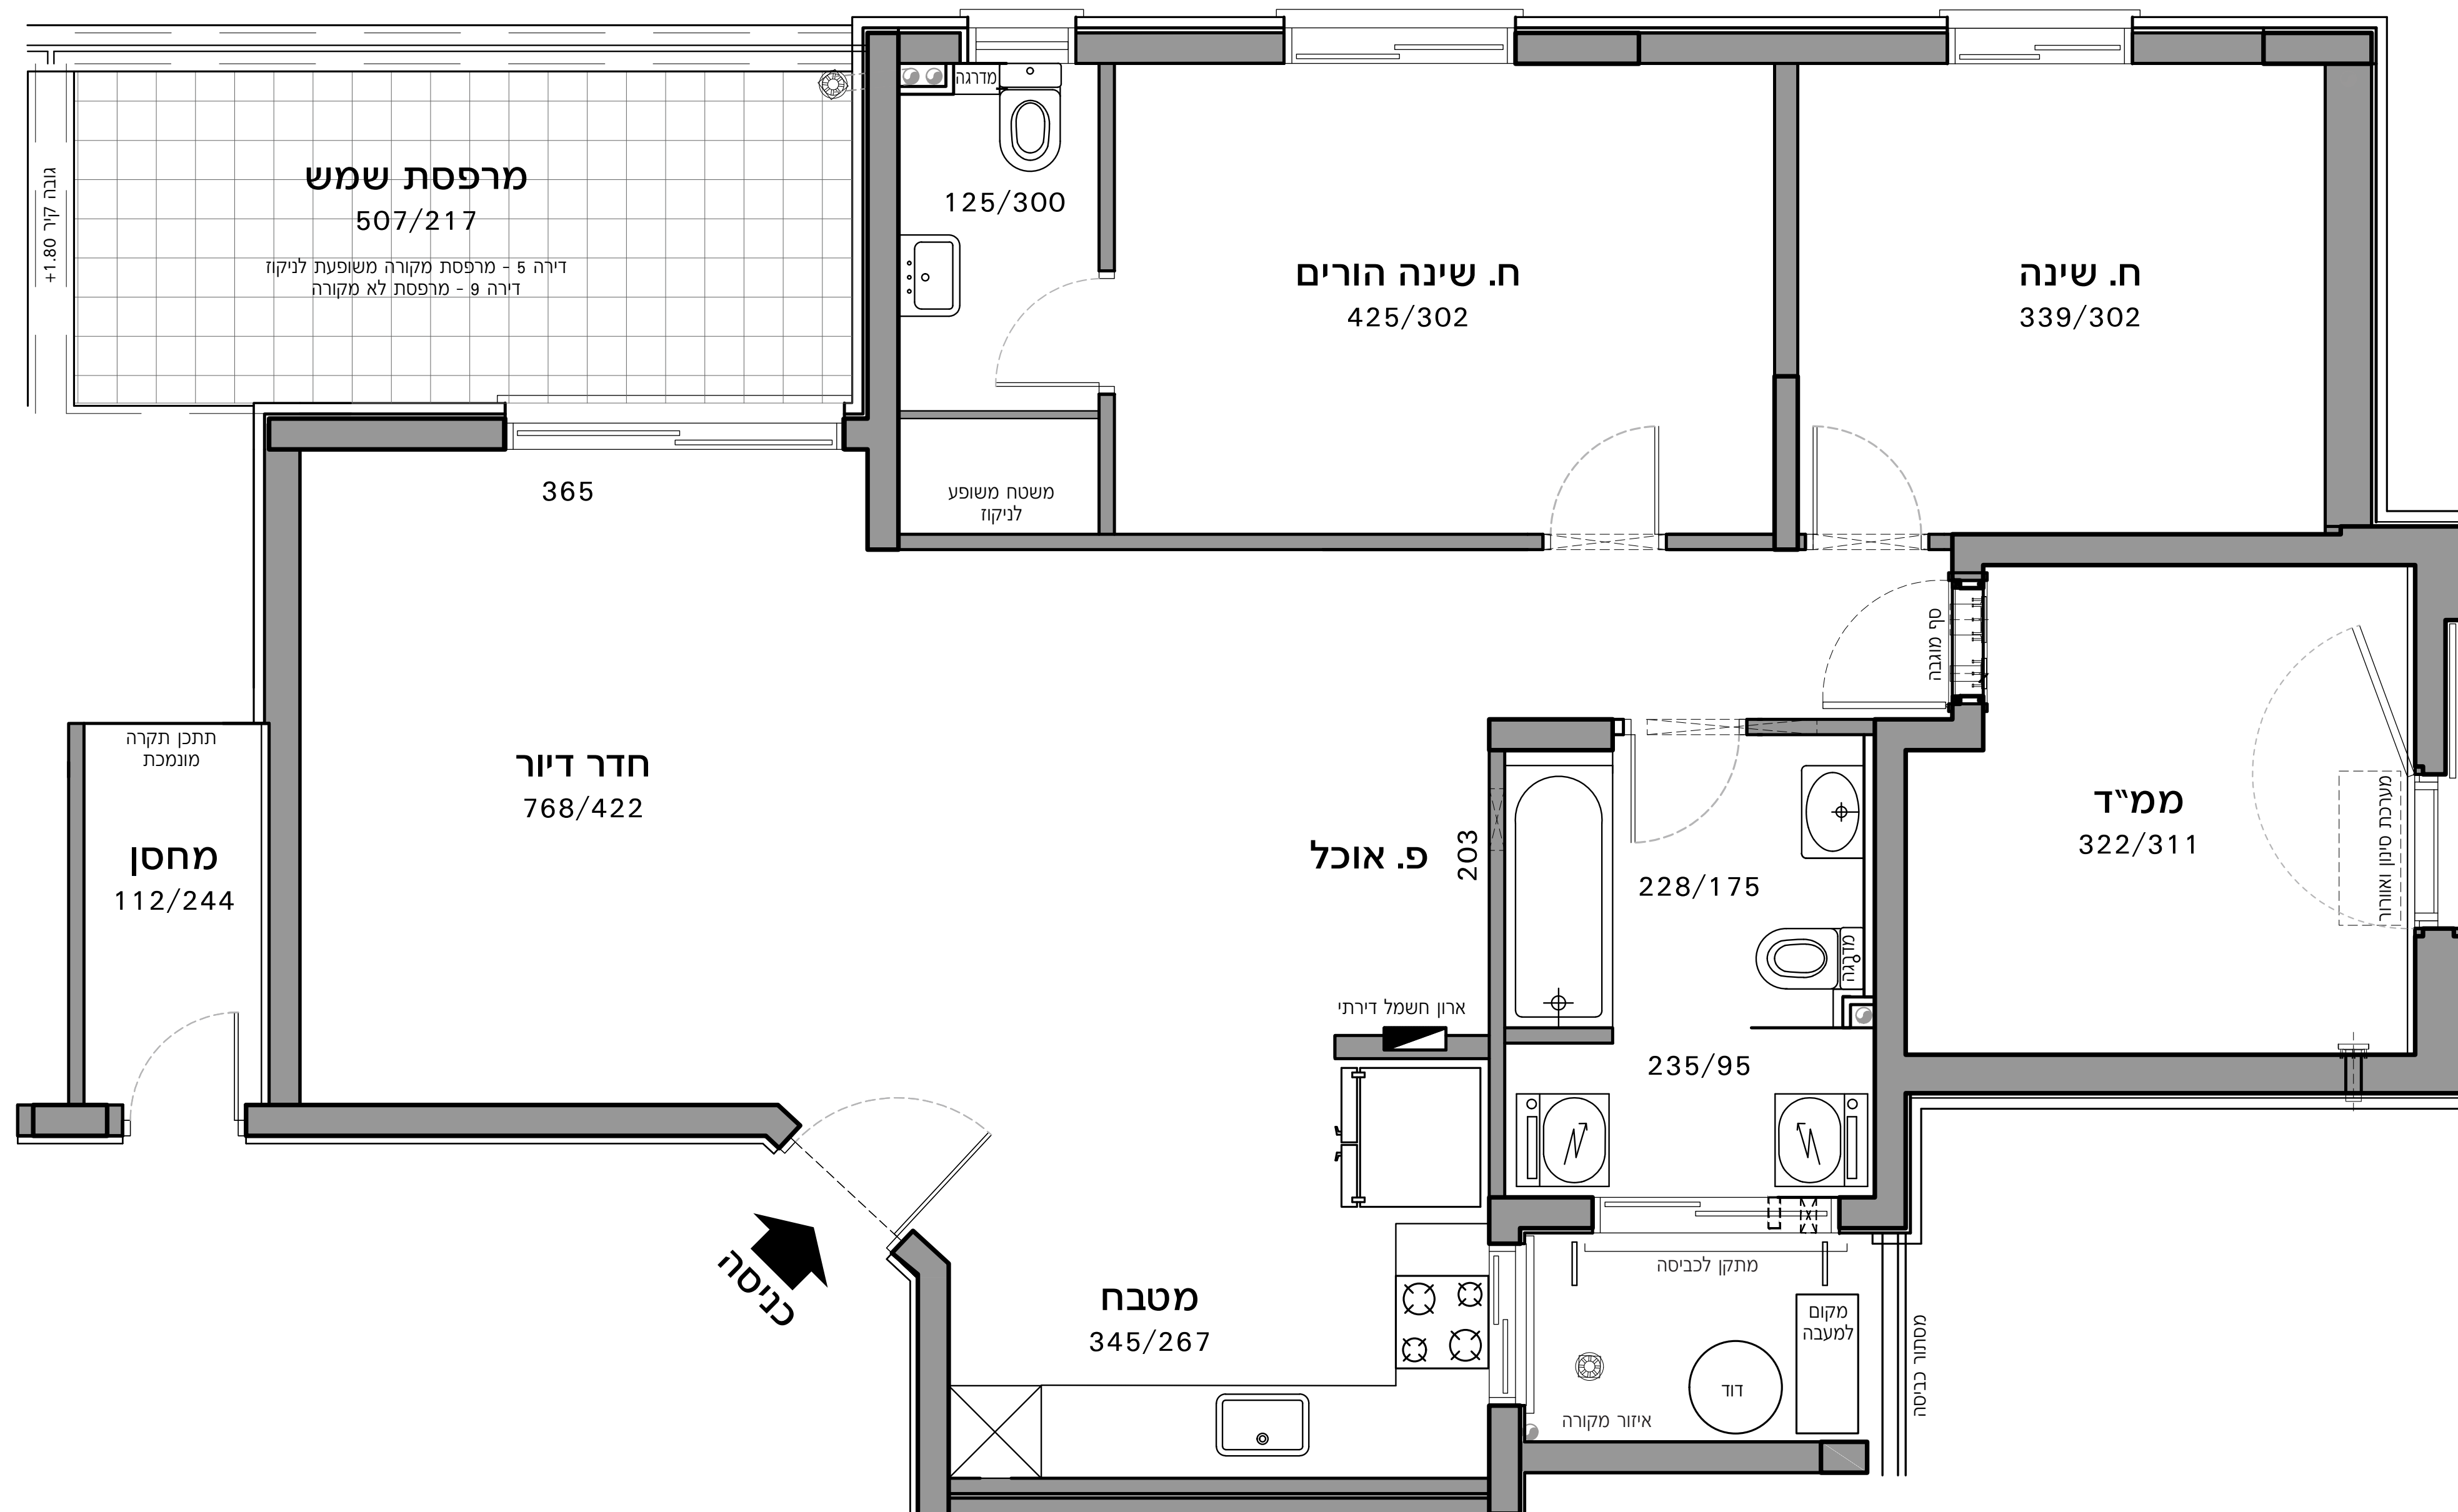 מדרגה
מרפסת שמש
507/217
דירה 5 - מרפסת מקורה משופעת לניקוז
דירה 9 - מרפסת לא מקורה
גובה קיר 1.80+
125/300
ח. שינה הורים
425/302
ח. שינה
339/302
365
משטח משופע
לניקוז
סף מוגבה
תתכן תקרה
מונמכת
חדר דיור
768/422
מחסן
112/244
פ. אוכל
203
228/175
מדרגה
ממ"ד
322/311
מערכת סינון ואוורור
ארון חשמל דירתי
235/95
כניסה
מטבח
345/267
מתקן לכביסה
מקום
למעבה
דוד
איזור מקורה
מסתור כביסה